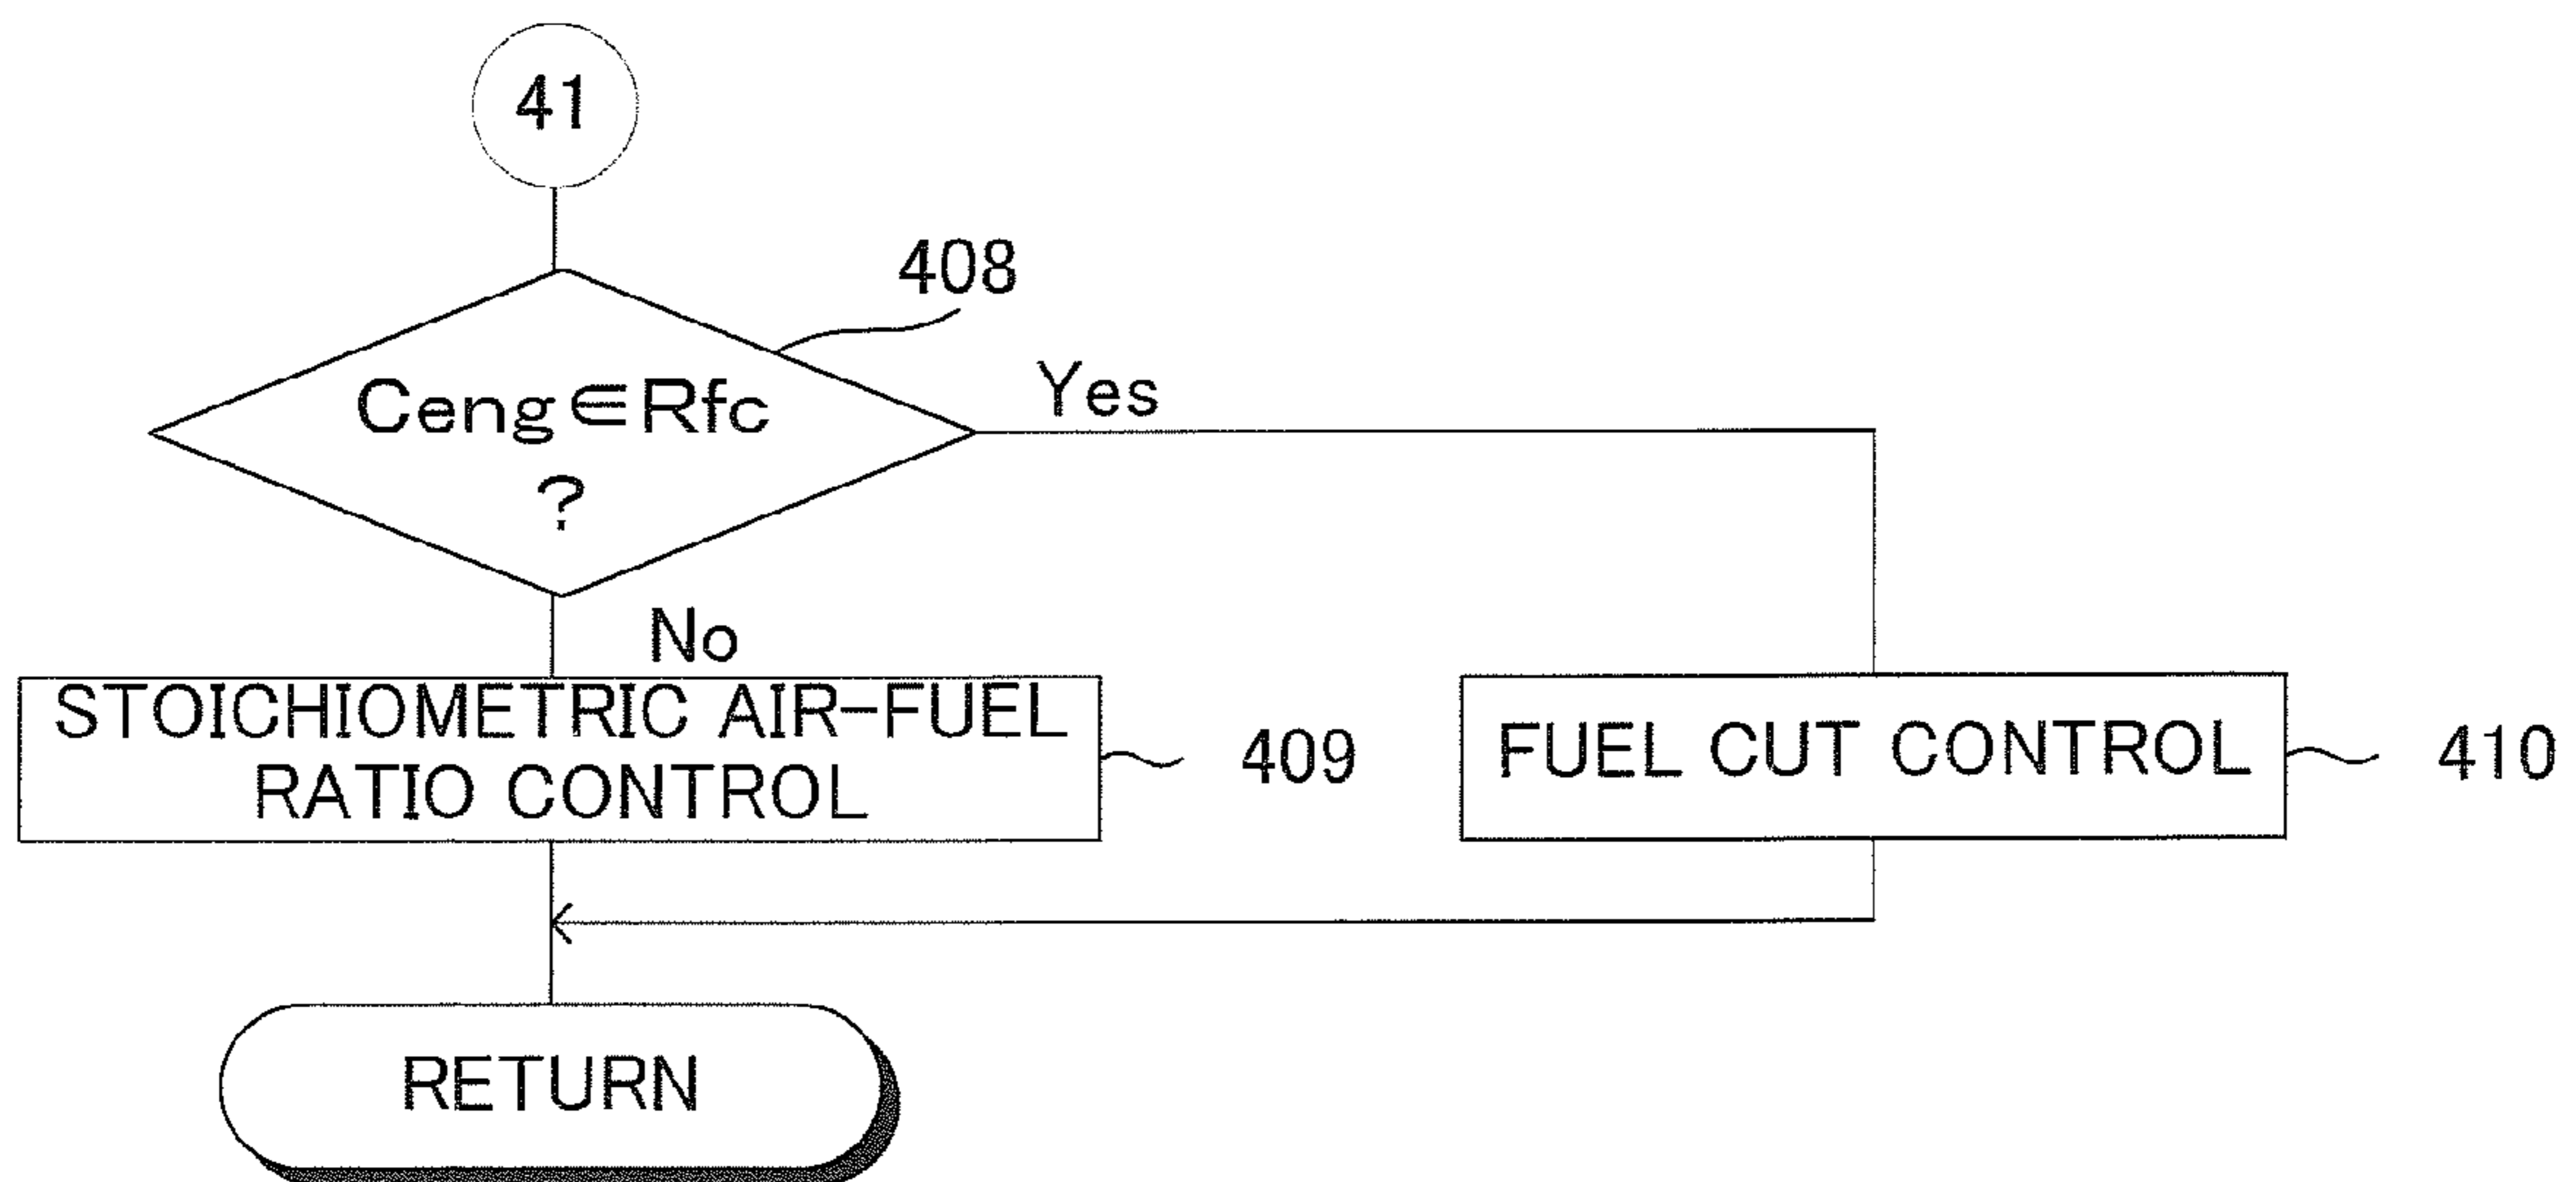 41
408
Ceng∈Rfc
?
Yes
No
STOICHIOMETRIC AIR-FUEL
RATIO CONTROL
409
FUEL CUT CONTROL
410
RETURN